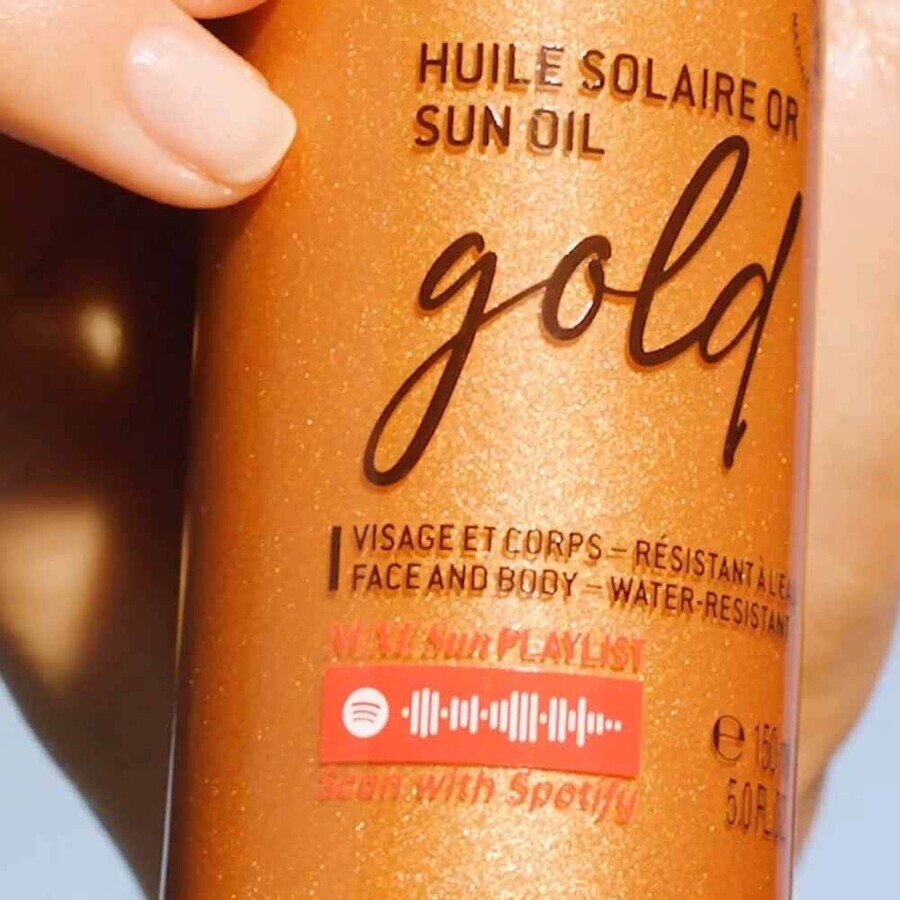 HUILE SOLAIRE OR
SUN OIL
gold
VISAGE ET CORPS – RÉSISTANT À L'EA
FACE AND BODY – WATER-RESISTANT
Sun PLAYLIST
Scan with Spotify
e 150
5.0 FL